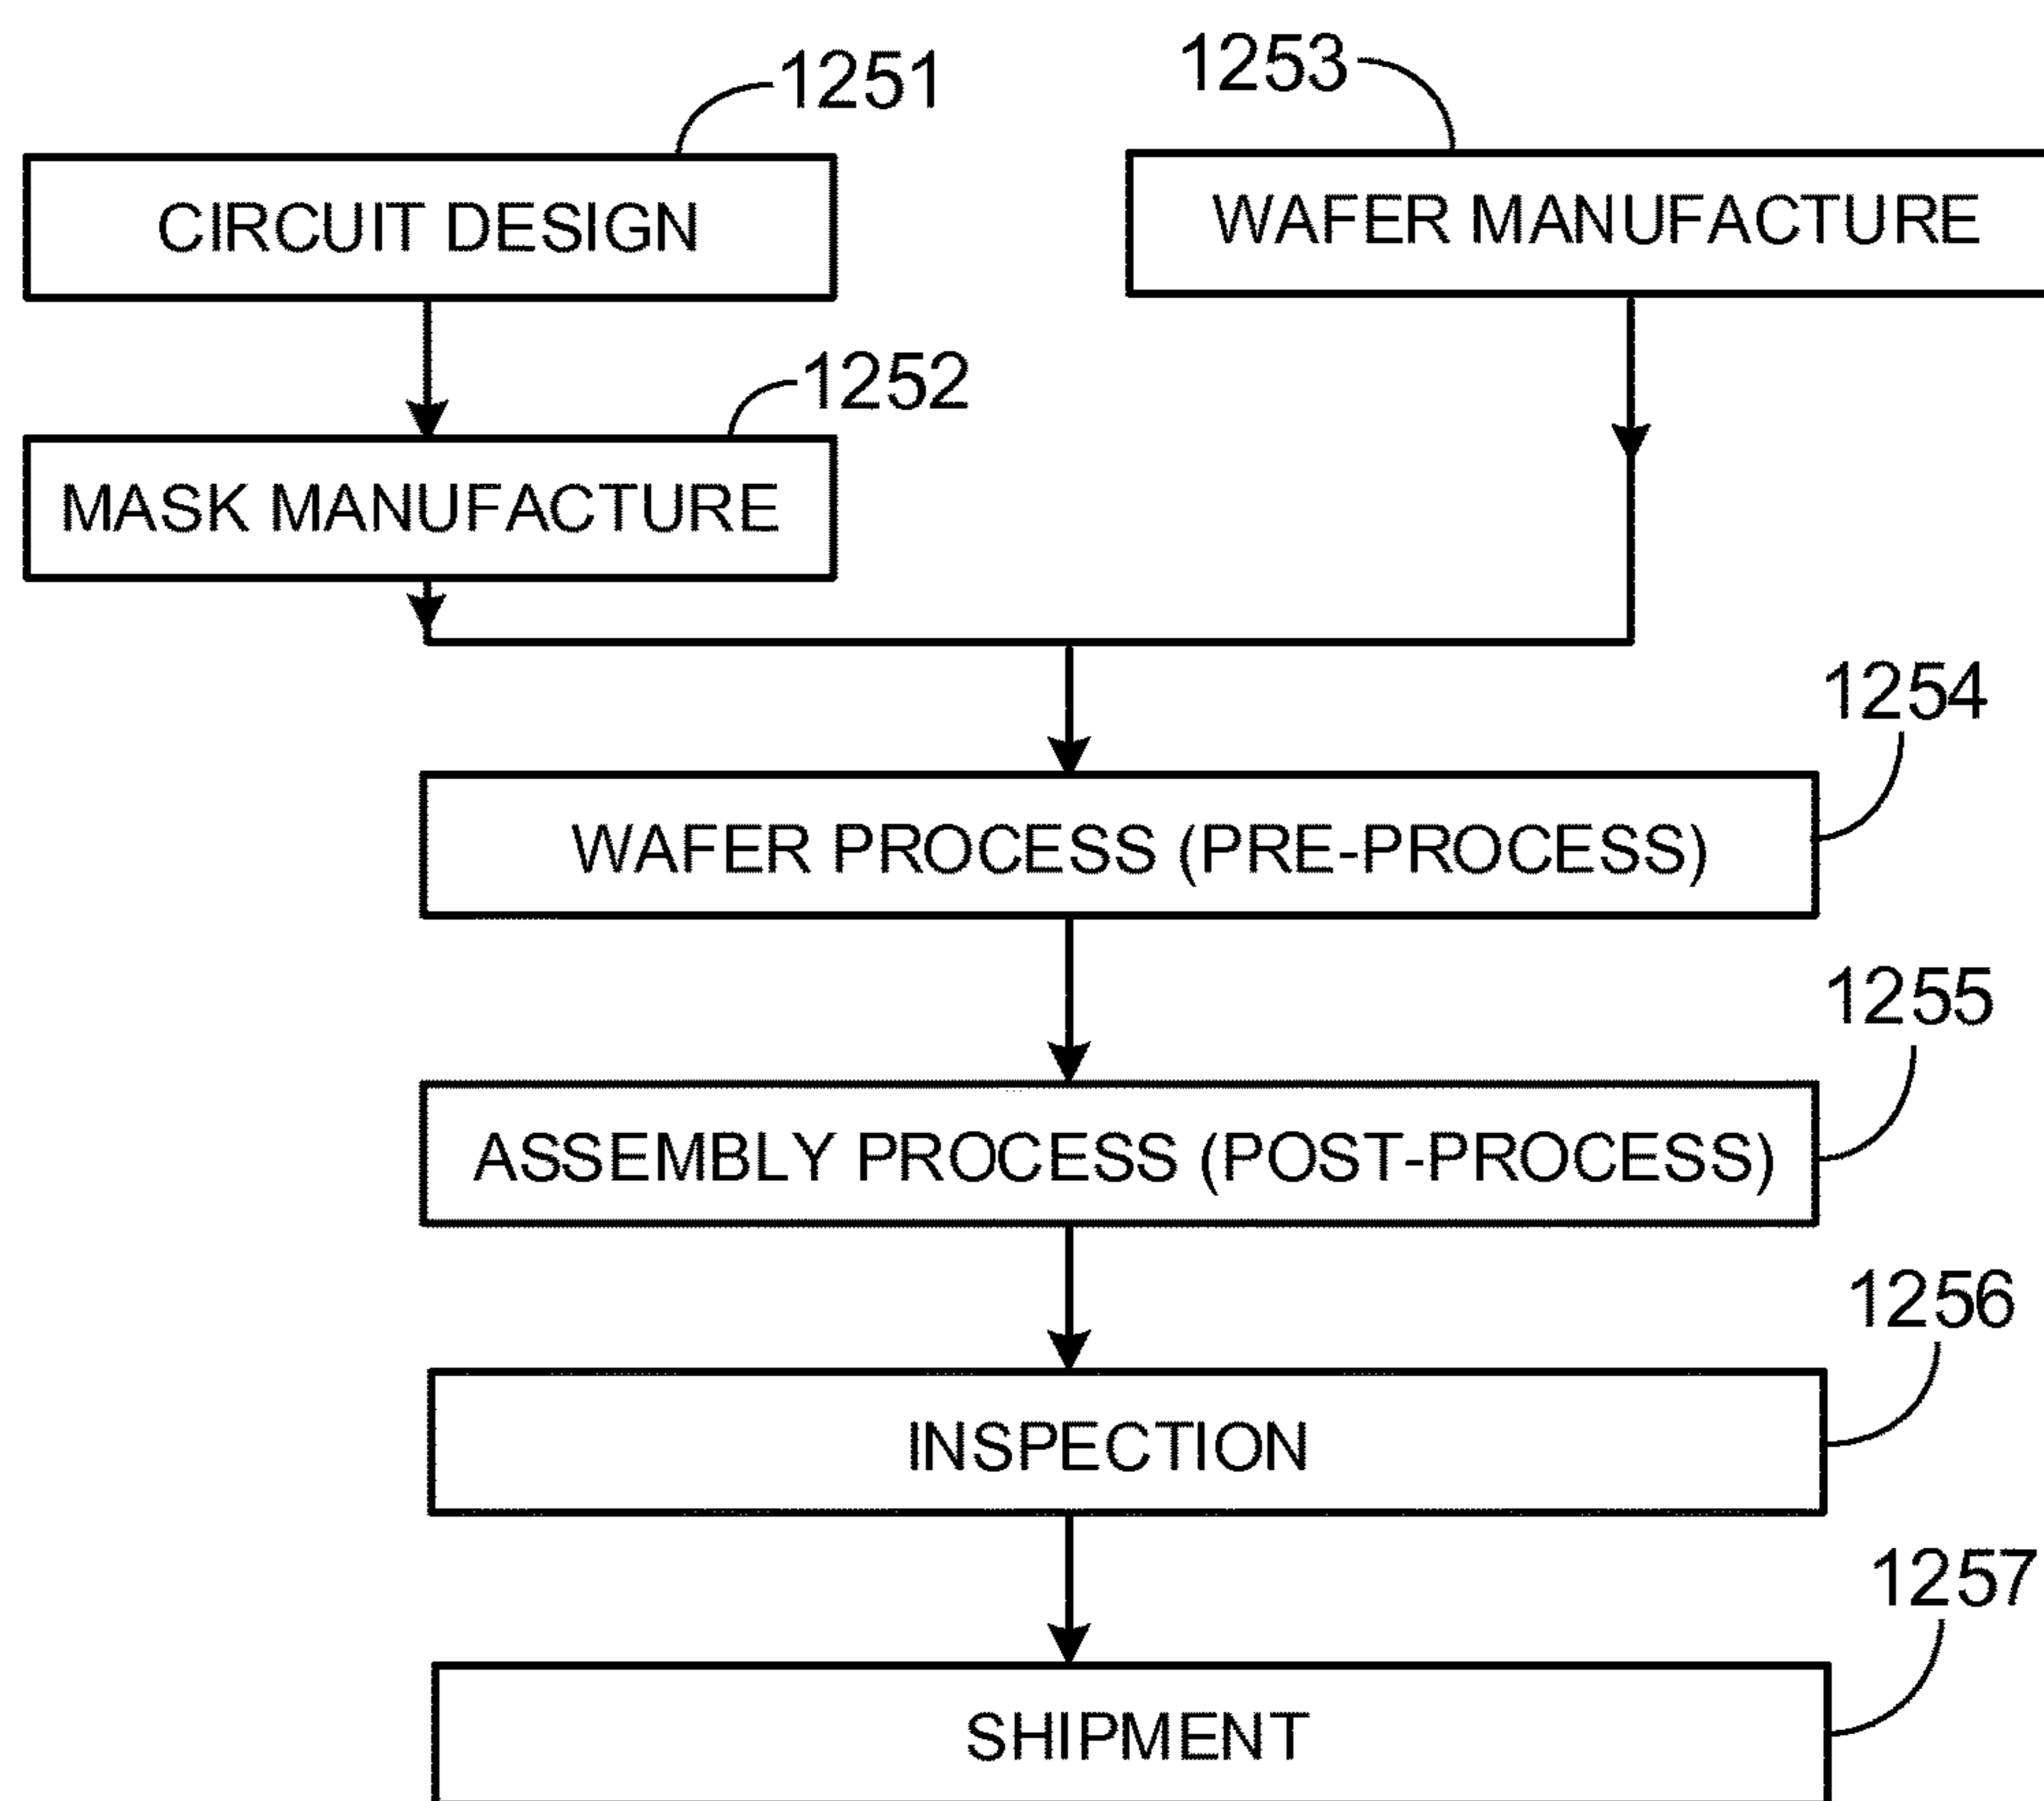 1251
1253
CIRCUIT DESIGN
WAFER MANUFACTURE
1252
MASK MANUFACTURE
1254
WAFER PROCESS (PRE-PROCESS)
1255
ASSEMBLY PROCESS (POST-PROCESS)
1256
INSPECTION
1257
SHIPMENT